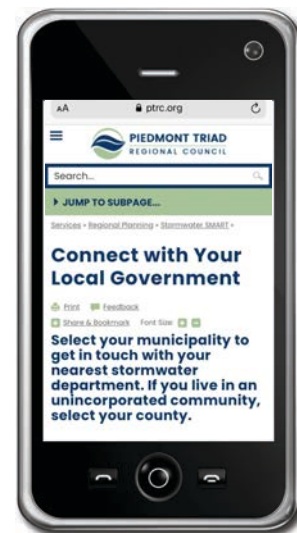 AA ptrc.org
PIEDMONT TRIAD
REGIONAL COUNCIL
Search...
JUMP TO SUBPAGE...
Services • Regional Planning • Stormwater SMART •
Connect with Your
Local Government
Print Feedback
Share & Bookmark Font Size: + -
Select your municipality to
get in touch with your
nearest stormwater
department. If you live in an
unincorporated community,
select your county.